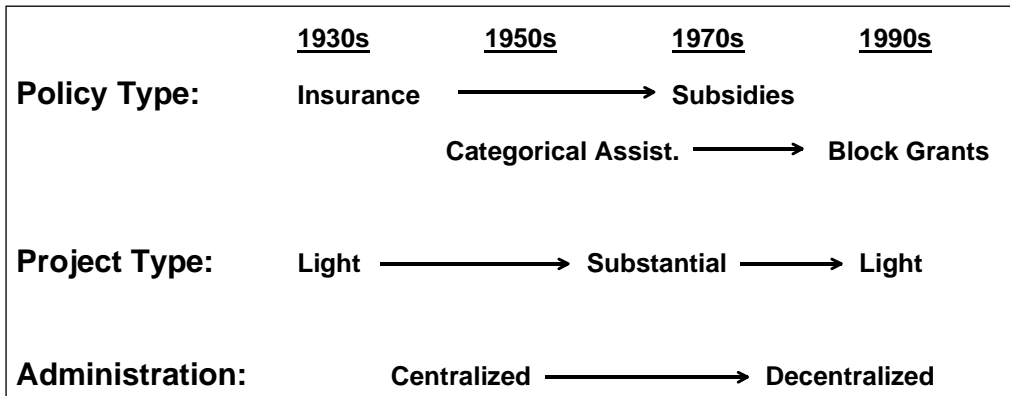 1930s 1950s 1970s 1990s
Policy Type: Insurance Subsidies
Categorical Assist. Block Grants
Project Type: Light Substantial Light
Administration: Centralized Decentralized